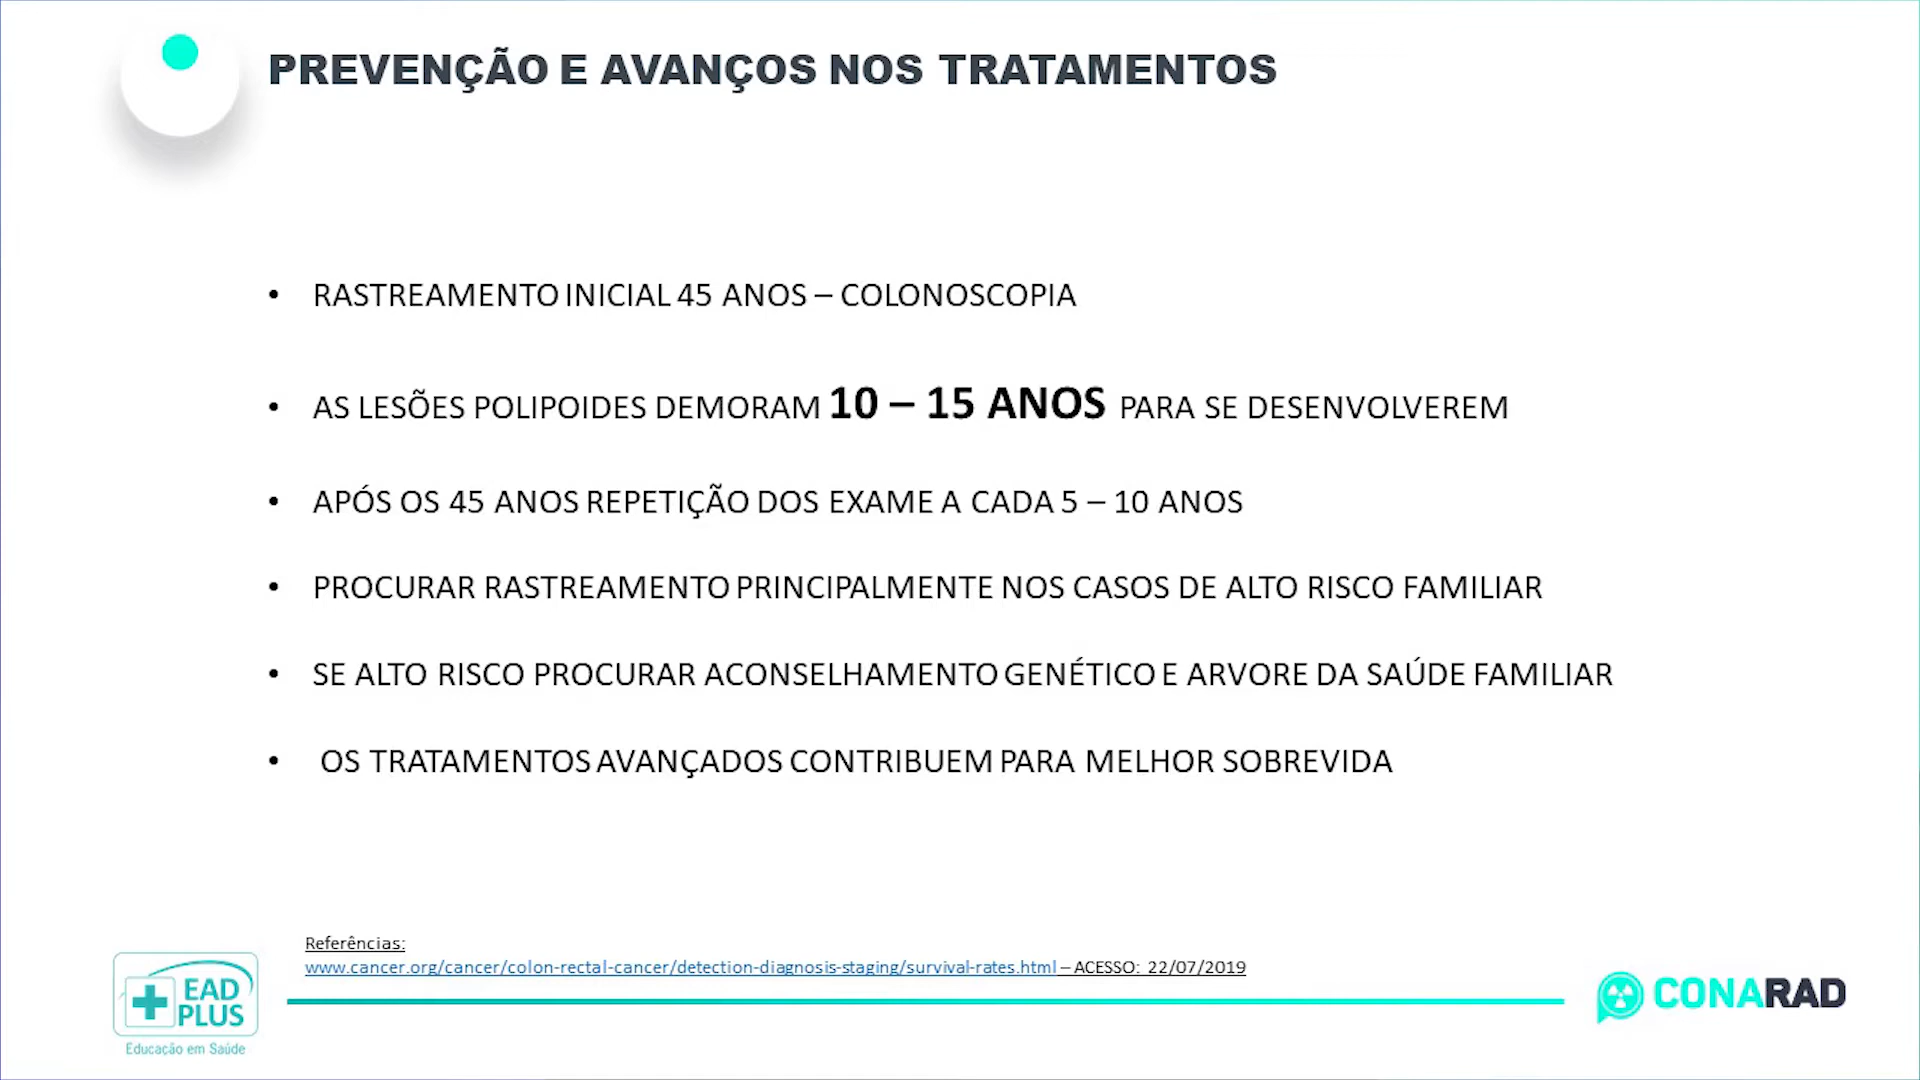 PREVENÇÃO E AVANÇOS NOS TRATAMENTOS
• RASTREAMENTO INICIAL 45 ANOS – COLONOSCOPIA
• AS LESÕES POLIPOIDES DEMORAM 10 – 15 ANOS PARA SE DESENVOLVEREM
• APÓS OS 45 ANOS REPETIÇÃO DOS EXAME A CADA 5 – 10 ANOS
• PROCURAR RASTREAMENTO PRINCIPALMENTE NOS CASOS DE ALTO RISCO FAMILIAR
• SE ALTO RISCO PROCURAR ACONSELHAMENTO GENÉTICO E ARVORE DA SAÚDE FAMILIAR
• OS TRATAMENTOS AVANÇADOS CONTRIBUEM PARA MELHOR SOBREVIDA
Referências:
www.cancer.org/cancer/colon-rectal-cancer/detection-diagnosis-staging/survival-rates.html – ACESSO: 22/07/2019
EAD
PLUS
Educação em Saúde
CONARAD